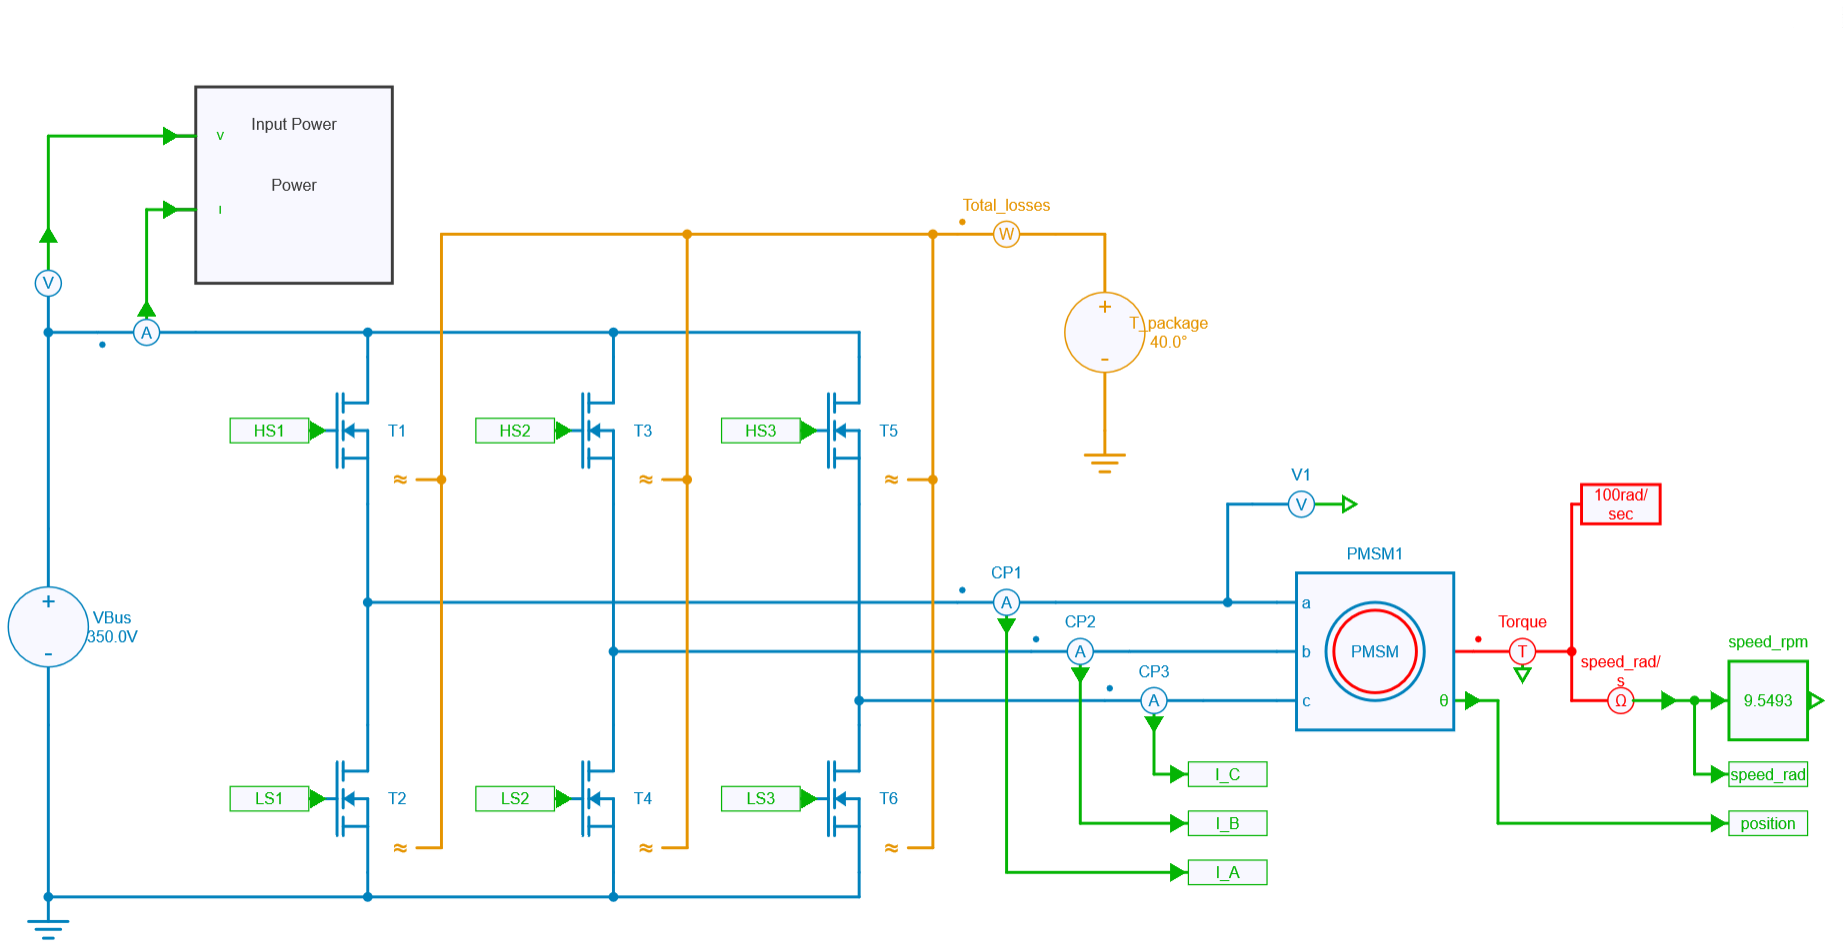 Input Power
v
Power
I
Total_losses
W
V
A
+
T_package
40.0°
-
HS1
T1
HS2
T3
HS3
T5
≈
≈
≈
V1
V
100rad/
sec
PMSM1
CP1
A
a
+
VBus
350.0V
-
CP2
A
b
PMSM
Torque
T
speed_rad/
s
Ω
speed_rpm
9.5493
CP3
A
c
θ
I_C
speed_rad
LS1
T2
LS2
T4
LS3
T6
I_B
position
≈
≈
≈
I_A